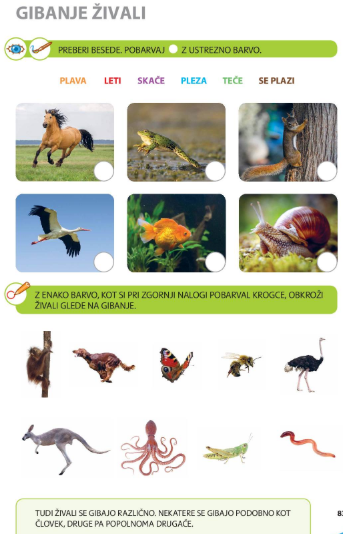 GIBANJE ŽIVALI
PREBERI BESEDE. POBARVAJ Z USTREZNO BARVO.
PLAVA LETI SKAČE PLEZA TEČE SE PLAZI
Z ENAKO BARVO, KOT SI PRI ZGORNJI NALOGI POBARVAL KROGCE, OBKROŽI
ŽIVALI GLEDE NA GIBANJE.
TUDI ŽIVALI SE GIBAJO RAZLIČNO. NEKATERE SE GIBAJO PODOBNO KOT
ČLOVEK, DRUGE PA POPOLNOMA DRUGAČE.